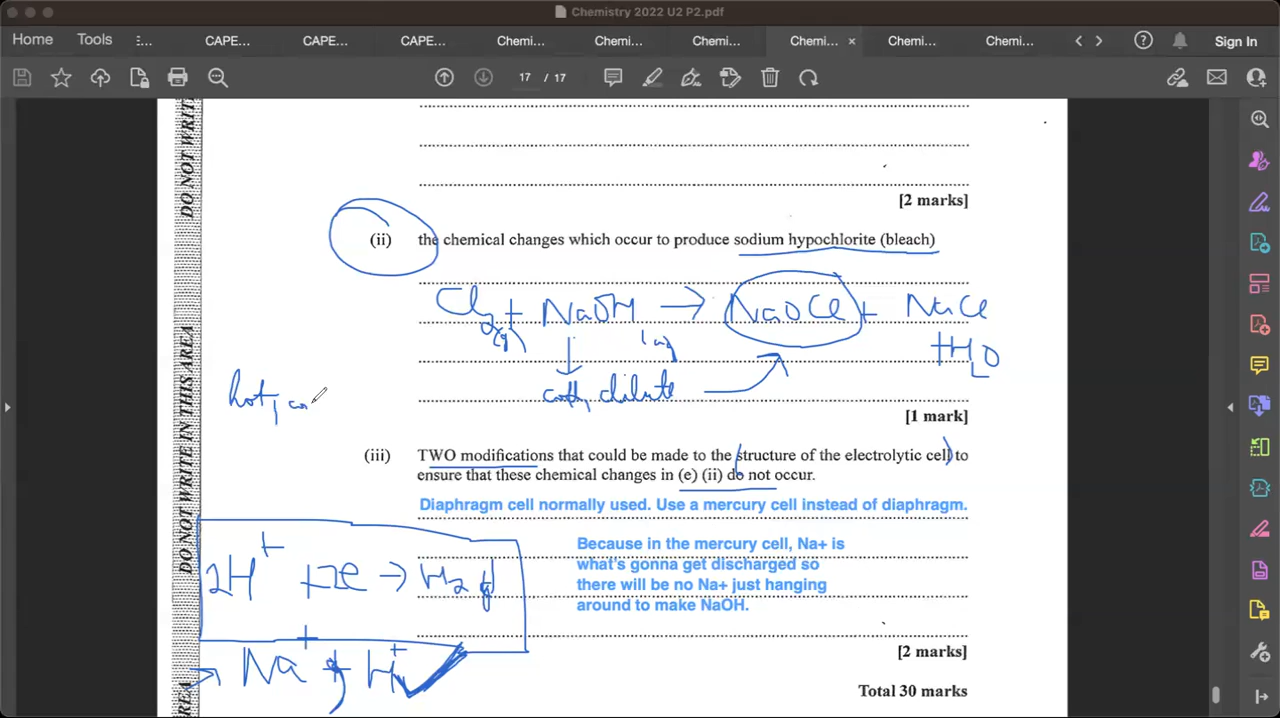 Chemistry 2022 U2 P2.pdf
Home Tools ⋮ CAPE... CAPE... CAPE... Chemi... Chemi... Chemi... Chemi... × Chemi... Chemi... Sign In
17 / 17
DO NOT WRITE
[2 marks]
(ii) the chemical changes which occur to produce sodium hypochlorite (bleach)
Cl2(g) + NaOH (aq) → NaOCl + NaCl
+H2O
hot, con
dilute
[1 mark]
DO NOT WRITE IN THIS AREA
(iii) TWO modifications that could be made to the structure of the electrolytic cell to
ensure that these chemical changes in (e) (ii) do not occur.
Diaphragm cell normally used. Use a mercury cell instead of diaphragm.
Because in the mercury cell, Na+ is
what's gonna get discharged so
there will be no Na+ just hanging
around to make NaOH.
2H+ +2e → H2 g
[2 marks]
→ Na+ H+
AREA
Total 30 marks